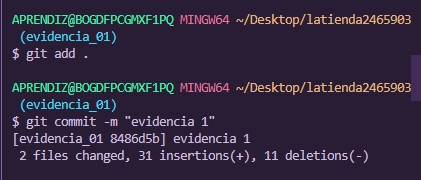 APRENDIZ@BOGDFPCGMXF1PQ MINGW64 ~/Desktop/latienda2465903
(evidencia_01)
$ git add .
APRENDIZ@BOGDFPCGMXF1PQ MINGW64 ~/Desktop/latienda2465903
(evidencia_01)
$ git commit -m "evidencia 1"
[evidencia_01 8486d5b] evidencia 1
2 files changed, 31 insertions(+), 11 deletions(-)